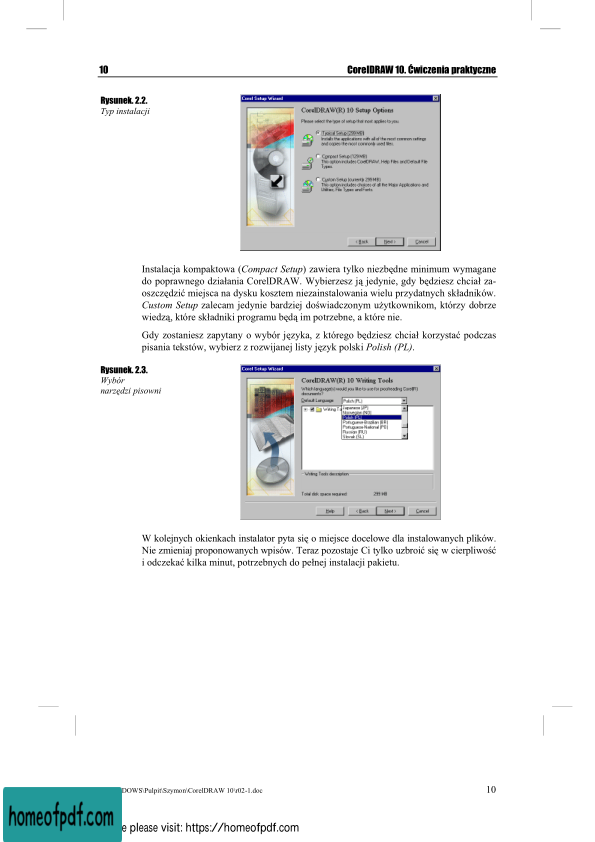 10 CorelDRAW 10. Ćwiczenia praktyczne
Rysunek. 2.2.
Typ instalacji
Corel Setup Wizard
CorelDRAW(R) 10 Setup Options
Please select the type of setup that most applies to you.
Typical Setup (299 MB)
Installs the applications with all of the most common settings
and copies the most commonly used files.
Compact Setup (129 MB)
This option includes CorelDRAW, Help Files and Default File
Types.
Custom Setup (currently 299 MB)
This option includes choices of all the Major Applications and
Utilities, File Types and Fonts.
< Back Next > Cancel
Instalacja kompaktowa (Compact Setup) zawiera tylko niezbędne minimum wymagane
do poprawnego działania CorelDRAW. Wybierzesz ją jedynie, gdy będziesz chciał za-
oszczędzić miejsca na dysku kosztem niezainstalowania wielu przydatnych składników.
Custom Setup zalecam jedynie bardziej doświadczonym użytkownikom, którzy dobrze
wiedzą, które składniki programu będą im potrzebne, a które nie.
Gdy zostaniesz zapytany o wybór języka, z którego będziesz chciał korzystać podczas
pisania tekstów, wybierz z rozwijanej listy język polski Polish (PL).
Rysunek. 2.3.
Wybór
narzędzi pisowni
Corel Setup Wizard
CorelDRAW(R) 10 Writing Tools
Which language(s) would you like to use for proofreading Corel(R)
documents?
Default Language: Polish (PL)
Writing T
Japanese (JP)
Norwegian (NO)
Polish (PL)
Portuguese-Brazilian (BR)
Portuguese-National (PO)
Russian (RU)
Slovak (SL)
Writing Tools description
Total disk space required: 299 MB
Help < Back Next > Cancel
W kolejnych okienkach instalator pyta się o miejsce docelowe dla instalowanych plików.
Nie zmieniaj proponowanych wpisów. Teraz pozostaje Ci tylko uzbroić się w cierpliwość
i odczekać kilka minut, potrzebnych do pełnej instalacji pakietu.
DOWS\Pulpit\Szymon\CorelDRAW 10\r02-1.doc 10
homeofpdf.com
e please visit: https://homeofpdf.com